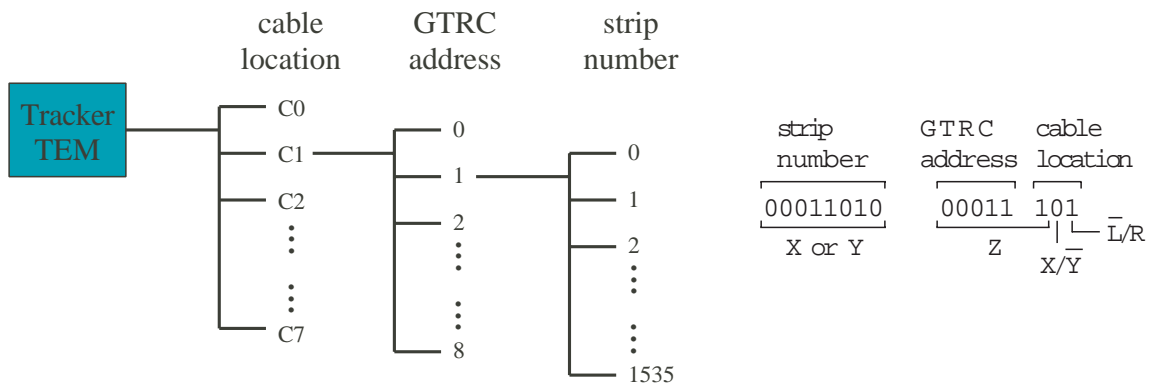 cable
location
GTRC
address
strip
number
Tracker
TEM
C0
C1
C2
C7
0
1
2
8
0
1
2
1535
strip
number
GTRC
address
cable
location
00011010
00011
101
X or Y
Z
X/Y̅
L̅/R